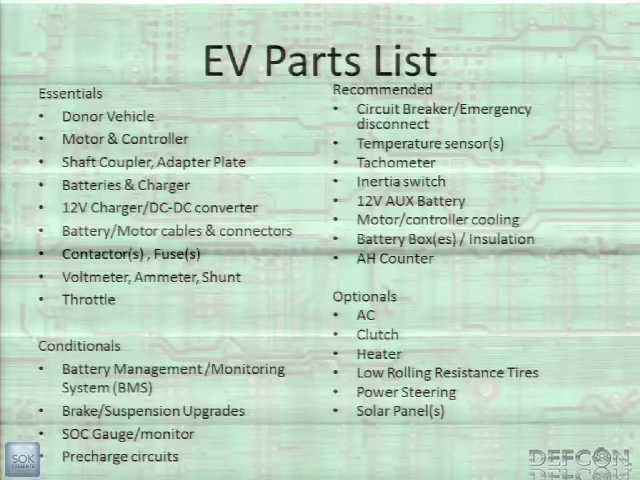 EV Parts List
Essentials
• Donor Vehicle
• Motor & Controller
• Shaft Coupler, Adapter Plate
• Batteries & Charger
• 12V Charger/DC-DC converter
• Battery/Motor cables & connectors
• Contactor(s) , Fuse(s)
• Voltmeter, Ammeter, Shunt
• Throttle
Conditionals
• Battery Management/Monitoring
System (BMS)
• Brake/Suspension Upgrades
• SOC Gauge/monitor
• Precharge circuits
Recommended
• Circuit Breaker/Emergency
disconnect
• Temperature sensor(s)
• Tachometer
• Inertia switch
• 12V AUX Battery
• Motor/controller cooling
• Battery Box(es) / Insulation
• AH Counter
Optionals
• AC
• Clutch
• Heater
• Low Rolling Resistance Tires
• Power Steering
• Solar Panel(s)
SOK
DEFCON